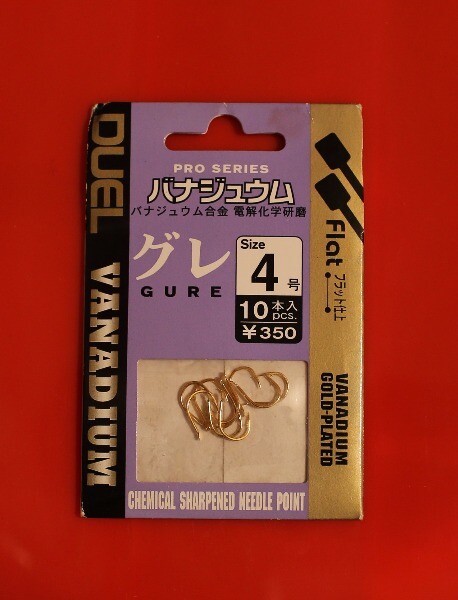 DUEL VANADIUM
PRO SERIES
バナジュウム
バナジュウム合金 電解化学研磨
グレ
GURE
Size
4号
10本入
pcs.
¥350
Flat フラット仕上
VANADIUM
GOLD-PLATED
CHEMICAL SHARPENED NEEDLE POINT